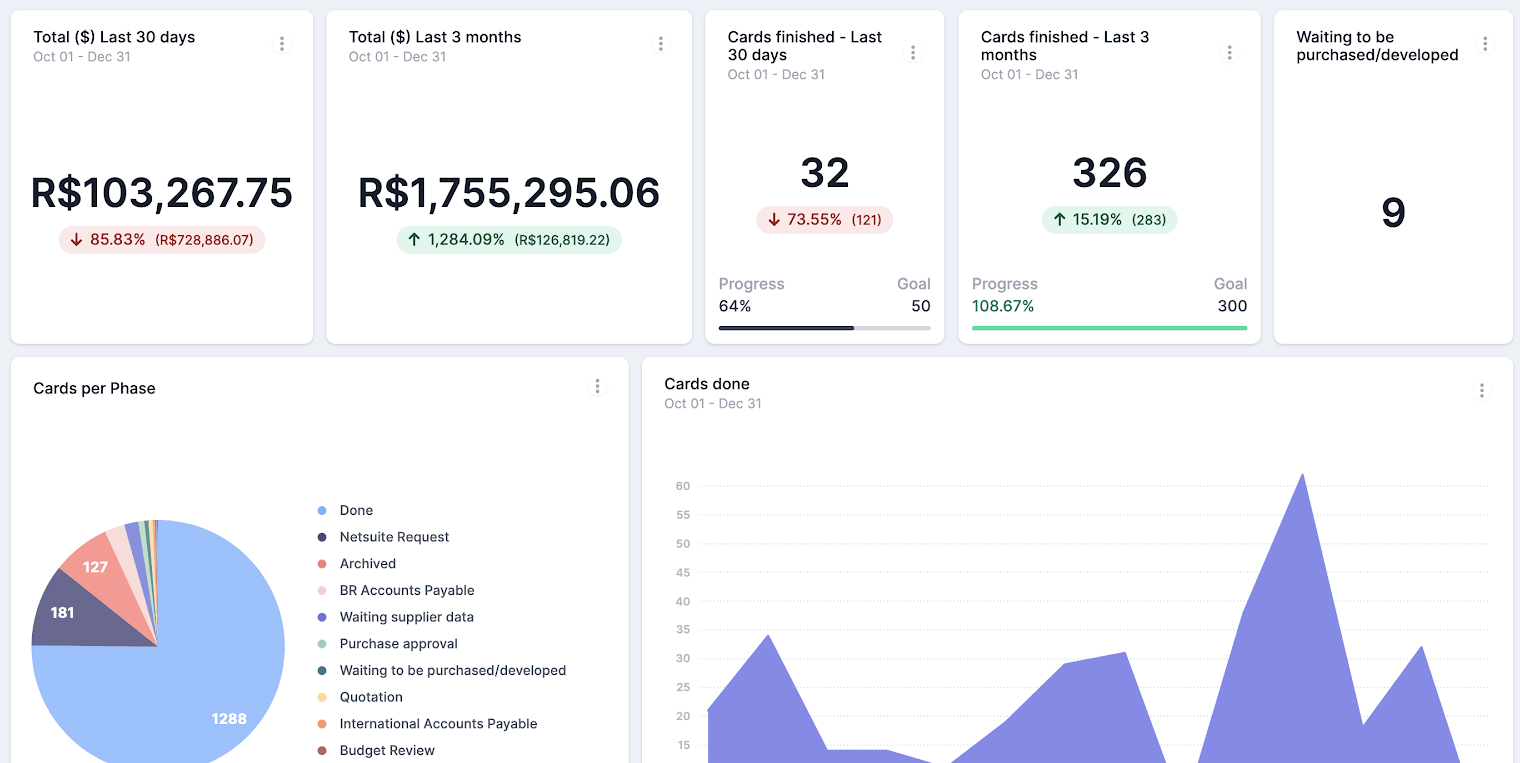 Total ($) Last 30 days
Oct 01 - Dec 31
R$103,267.75
↓ 85.83% (R$728,886.07)
Total ($) Last 3 months
Oct 01 - Dec 31
R$1,755,295.06
↑ 1,284.09% (R$126,819.22)
Cards finished - Last
30 days
Oct 01 - Dec 31
32
↓ 73.55% (121)
Progress Goal
64% 50
Cards finished - Last 3
months
Oct 01 - Dec 31
326
↑ 15.19% (283)
Progress Goal
108.67% 300
Waiting to be
purchased/developed
9
Cards per Phase
127
181
1288
Done
Netsuite Request
Archived
BR Accounts Payable
Waiting supplier data
Purchase approval
Waiting to be purchased/developed
Quotation
International Accounts Payable
Budget Review
Cards done
Oct 01 - Dec 31
60
55
50
45
40
35
30
25
20
15